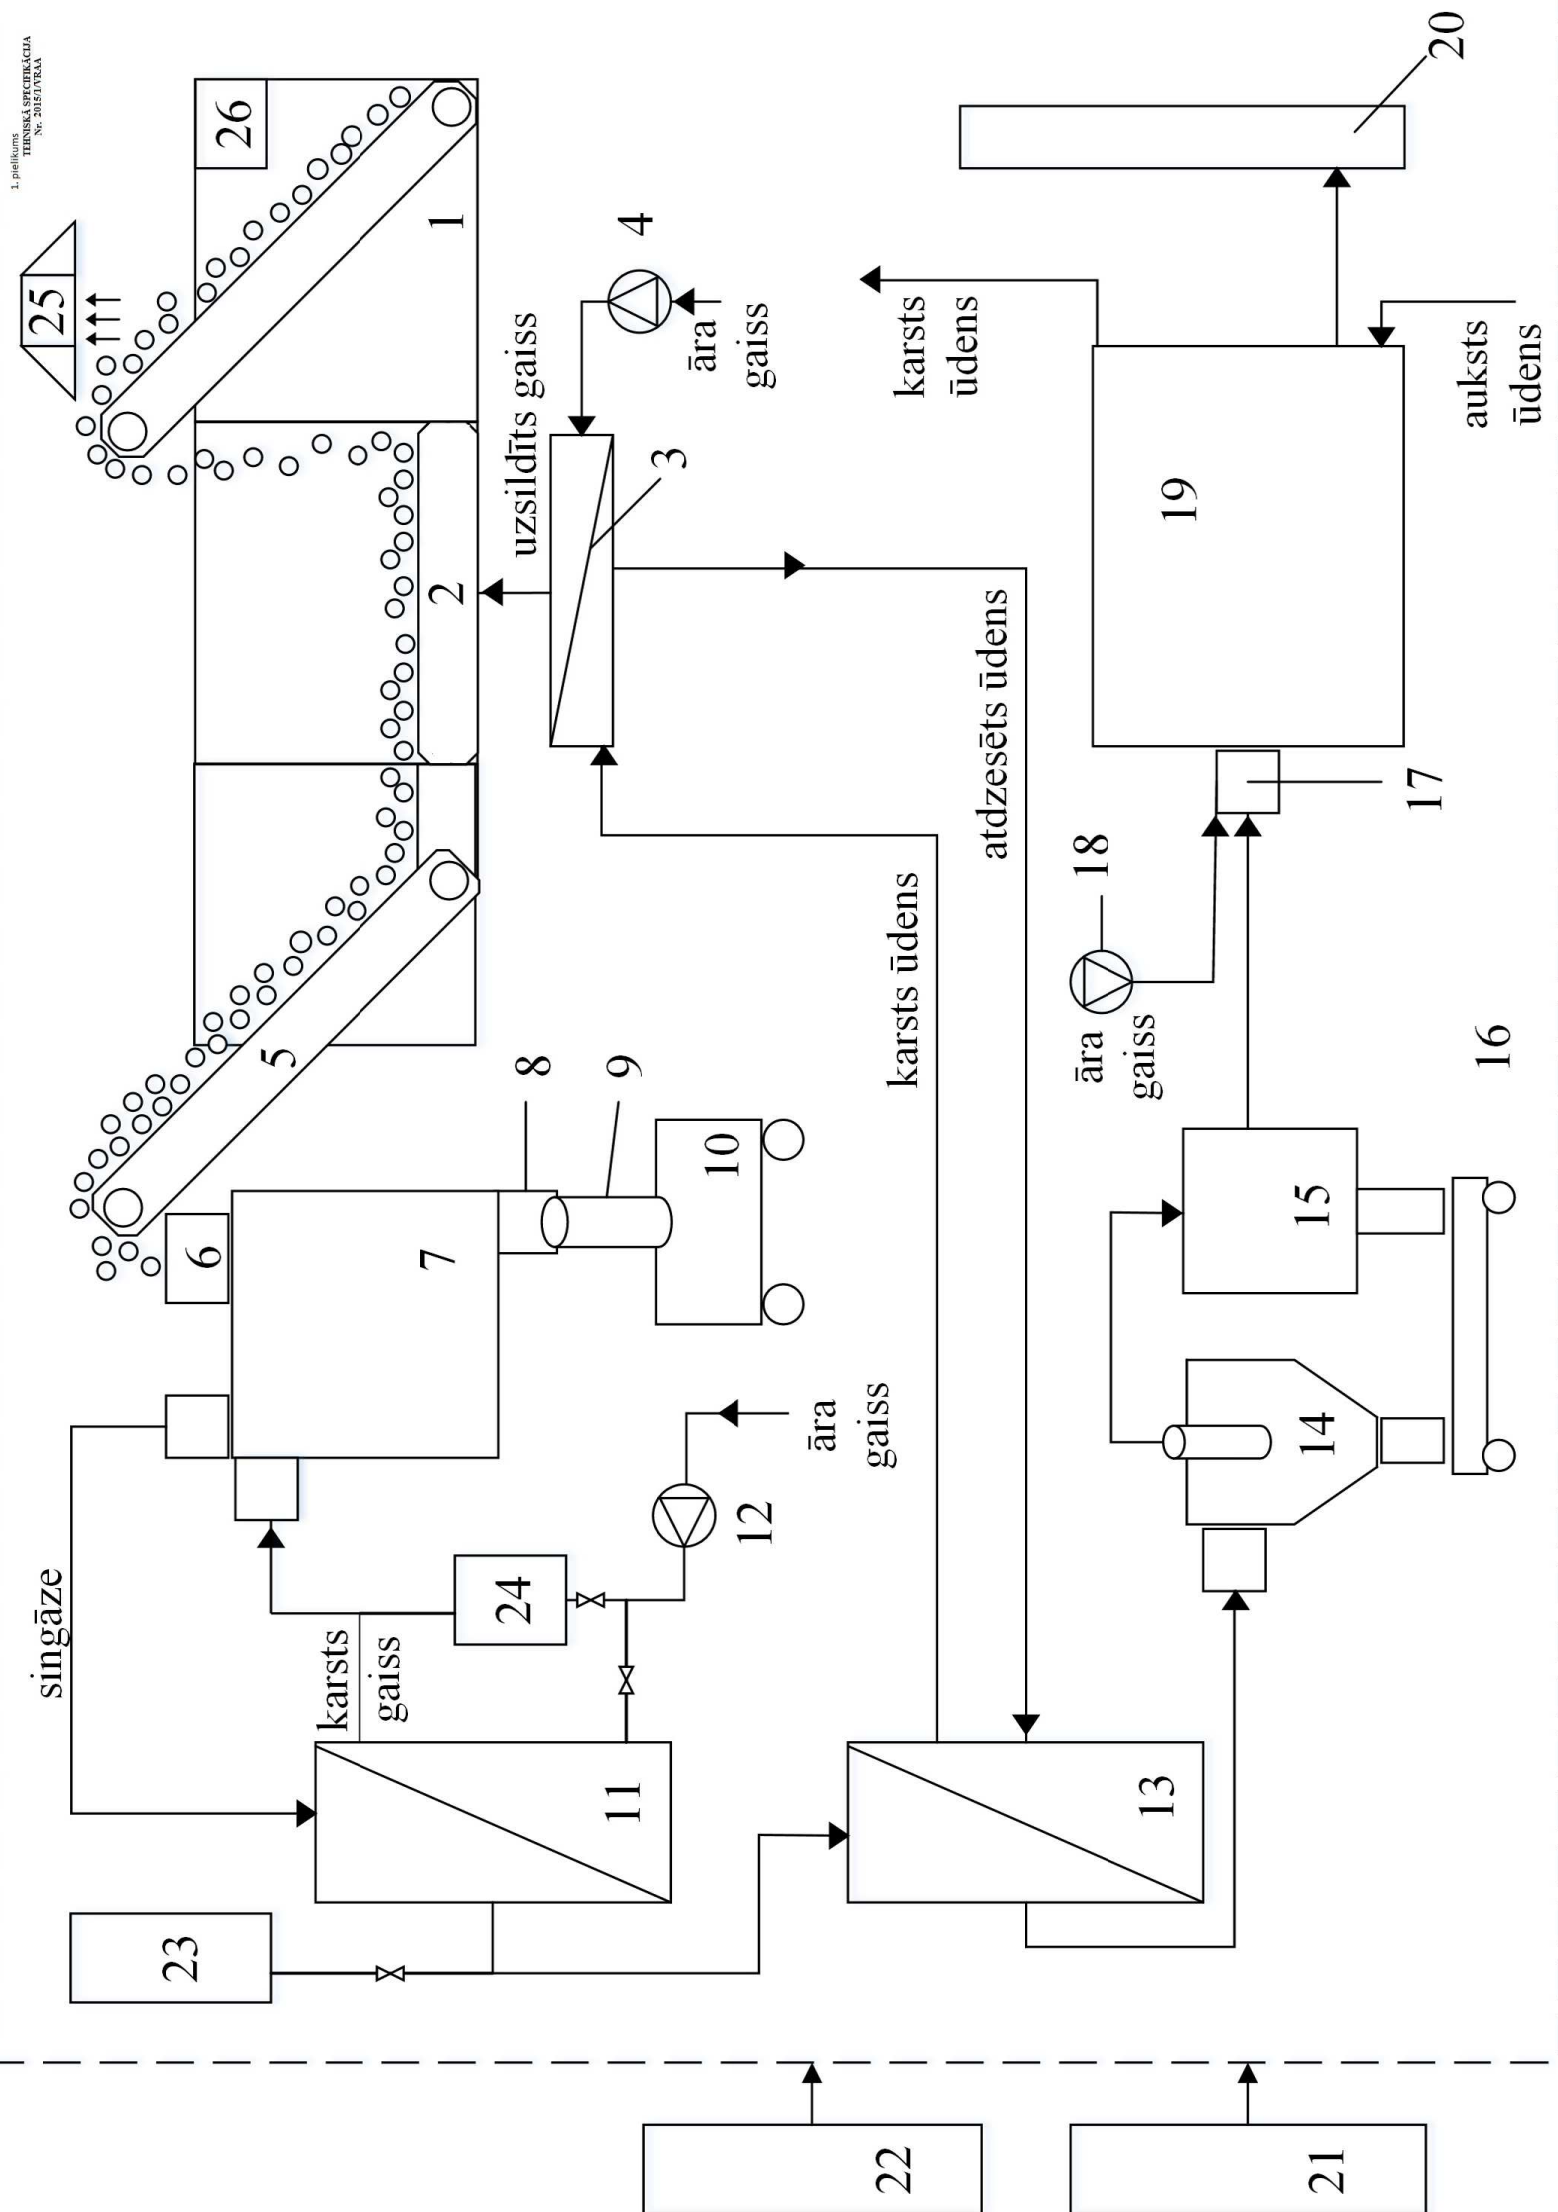 1. pielikums
TEHNISKĀ SPECIFIKĀCIJA
Nr. 2015/1/VRAA
singāze
25
23
6
26
5
karsts
gaiss
7
2
1
24
uzsildīts gaiss
8
11
9
4
3
āra
gaiss
10
12
āra
gaiss
22
karsts ūdens
karsts
ūdens
atdzesēts ūdens
āra
gaiss
18
13
19
14
15
21
17
20
auksts
ūdens
16